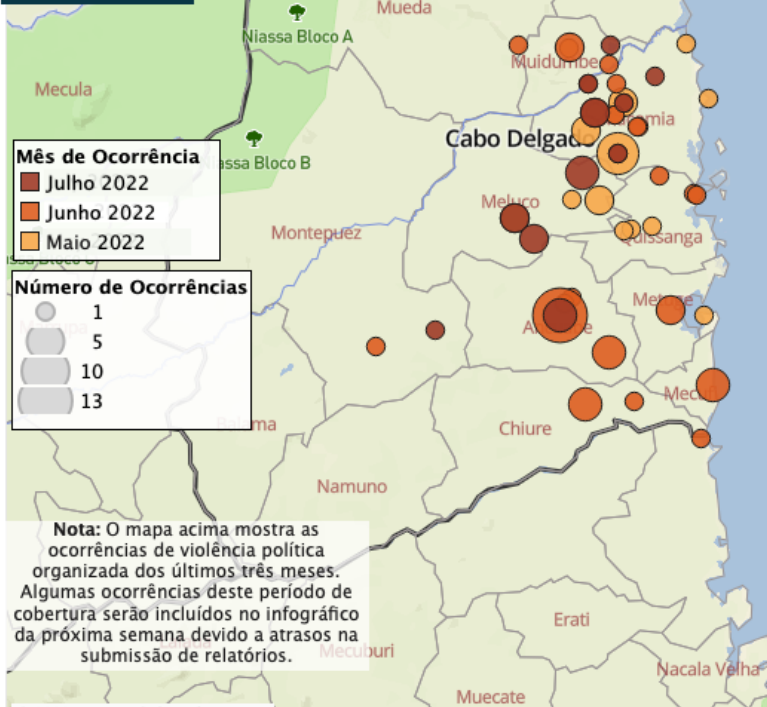 Mueda
Niassa Bloco A
Muidumbe
Mecula
Cabo Delgado
Niassa Bloco B
Mês de Ocorrência
Julho 2022
Junho 2022
Maio 2022
Meluco
Montepuez
Quissanga
Número de Ocorrências
1
5
10
13
Metuge
Mecufi
Chiure
Namuno
Nota: O mapa acima mostra as
ocorrências de violência política
organizada dos últimos três meses.
Algumas ocorrências deste período de
cobertura serão incluídos no infográfico
da próxima semana devido a atrasos na
submissão de relatórios.
Erati
Mecuburi
Nacala Velha
Muecate